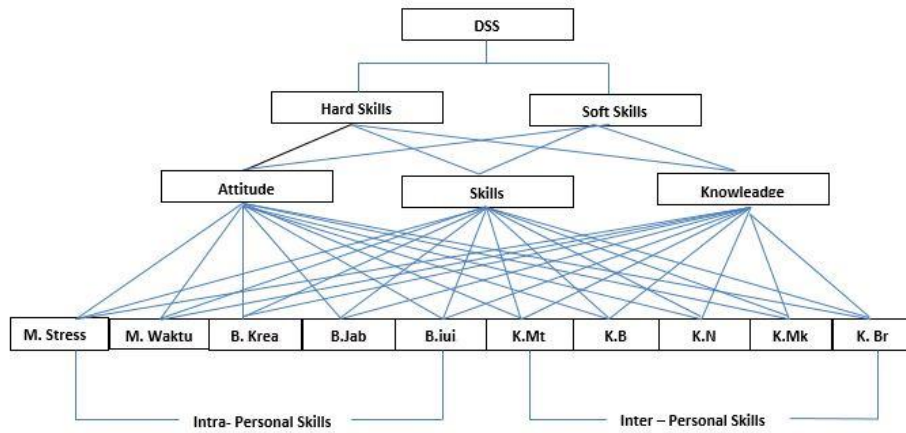 DSS
Hard Skills
Soft Skills
Attitude
Skills
Knowleadge
M. Stress
M. Waktu
B. Krea
B.Jab
B.iui
K.Mt
K.B
K.N
K.Mk
K. Br
Intra- Personal Skills
Inter – Personal Skills